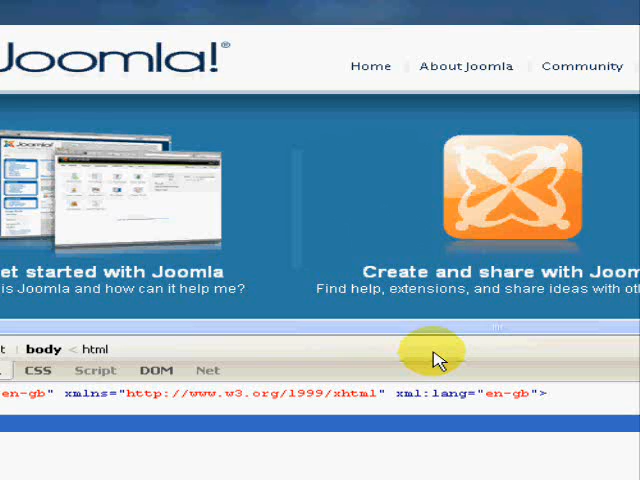 Joomla!®
Home About Joomla Community
Joomla!
et started with Joomla
is Joomla and how can it help me?
Create and share with Joom
Find help, extensions, and share ideas with ot
body < html
CSS Script DOM Net
en-gb" xmlns="http://www.w3.org/1999/xhtml" xml:lang="en-gb">